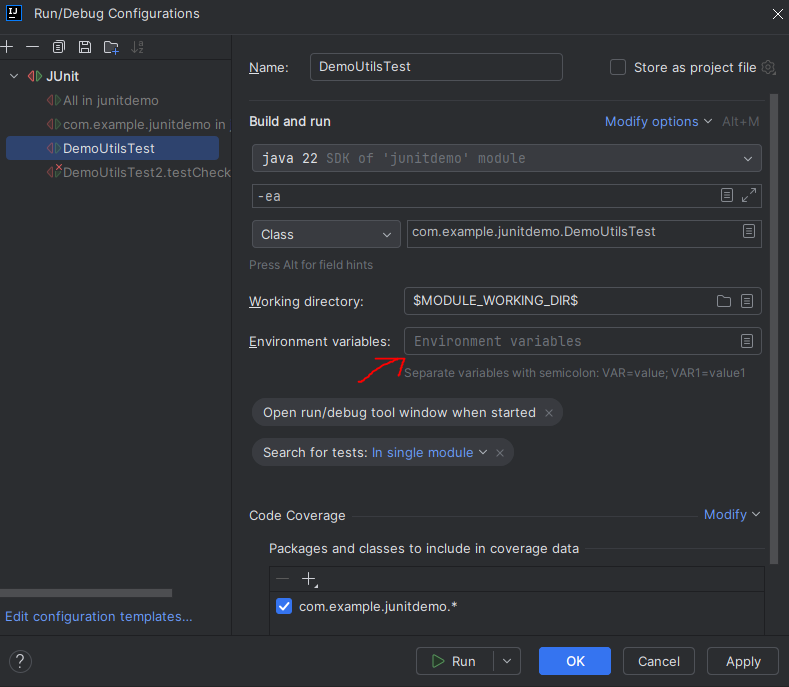 IJ Run/Debug Configurations
JUnit
All in junitdemo
com.example.junitdemo in
DemoUtilsTest
DemoUtilsTest2.testCheck
Edit configuration templates...
Name: DemoUtilsTest Store as project file
Build and run Modify options Alt+M
java 22 SDK of 'junitdemo' module
-ea
Class com.example.junitdemo.DemoUtilsTest
Press Alt for field hints
Working directory: $MODULE_WORKING_DIR$
Environment variables: Environment variables
Separate variables with semicolon: VAR=value; VAR1=value1
Open run/debug tool window when started
Search for tests: In single module
Code Coverage Modify
Packages and classes to include in coverage data
com.example.junitdemo.*
? Run OK Cancel Apply